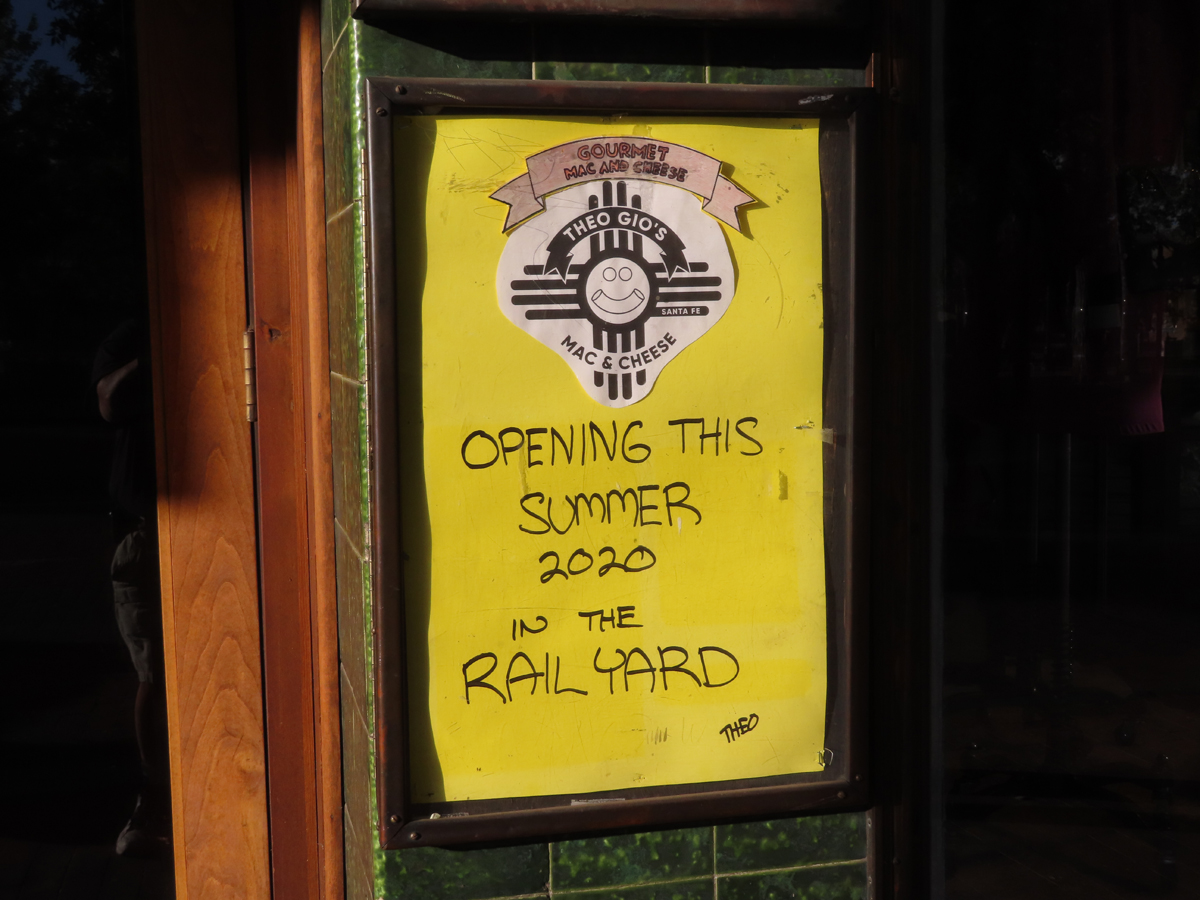 GOURMET
MAC AND CHEESE
THEO GIO'S
SANTA FE
MAC & CHEESE
OPENING THIS
SUMMER
2020
IN THE
RAIL YARD
THEO